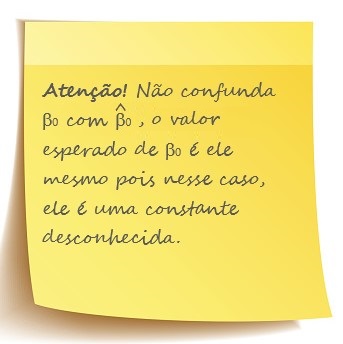 Atenção! Não confunda
β₀ com β̂₀ , o valor
esperado de β₀ é ele
mesmo pois nesse caso,
ele é uma constante
desconhecida.